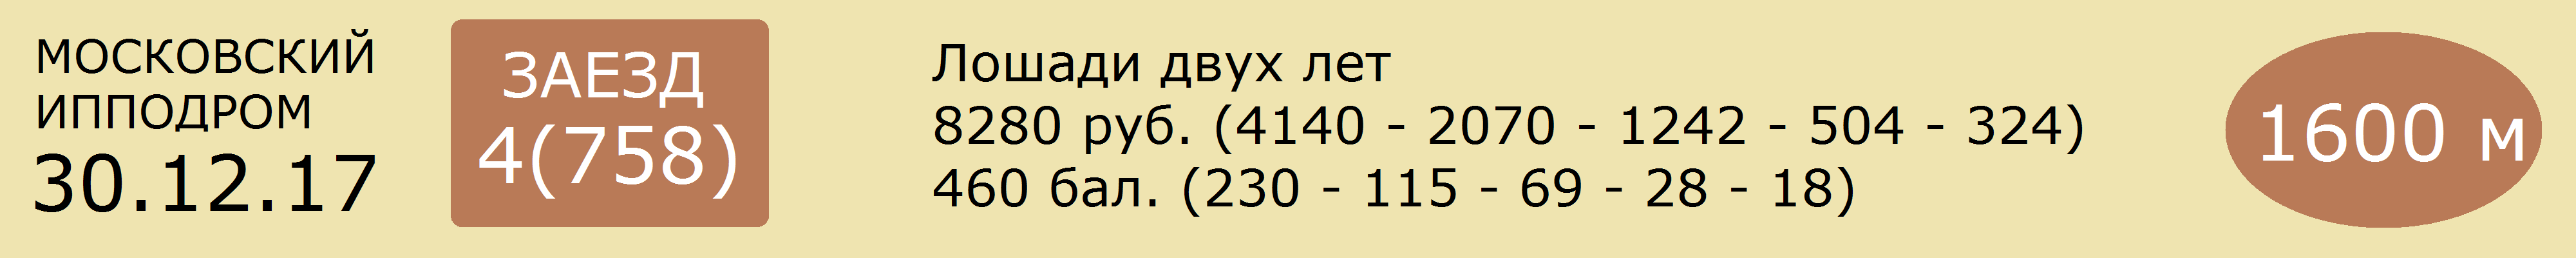 МОСКОВСКИЙ
ИППОДРОМ
30.12.17
ЗАЕЗД
4(758)
Лошади двух лет
8280 руб. (4140 - 2070 - 1242 - 504 - 324)
460 бал. (230 - 115 - 69 - 28 - 18)
1600 м